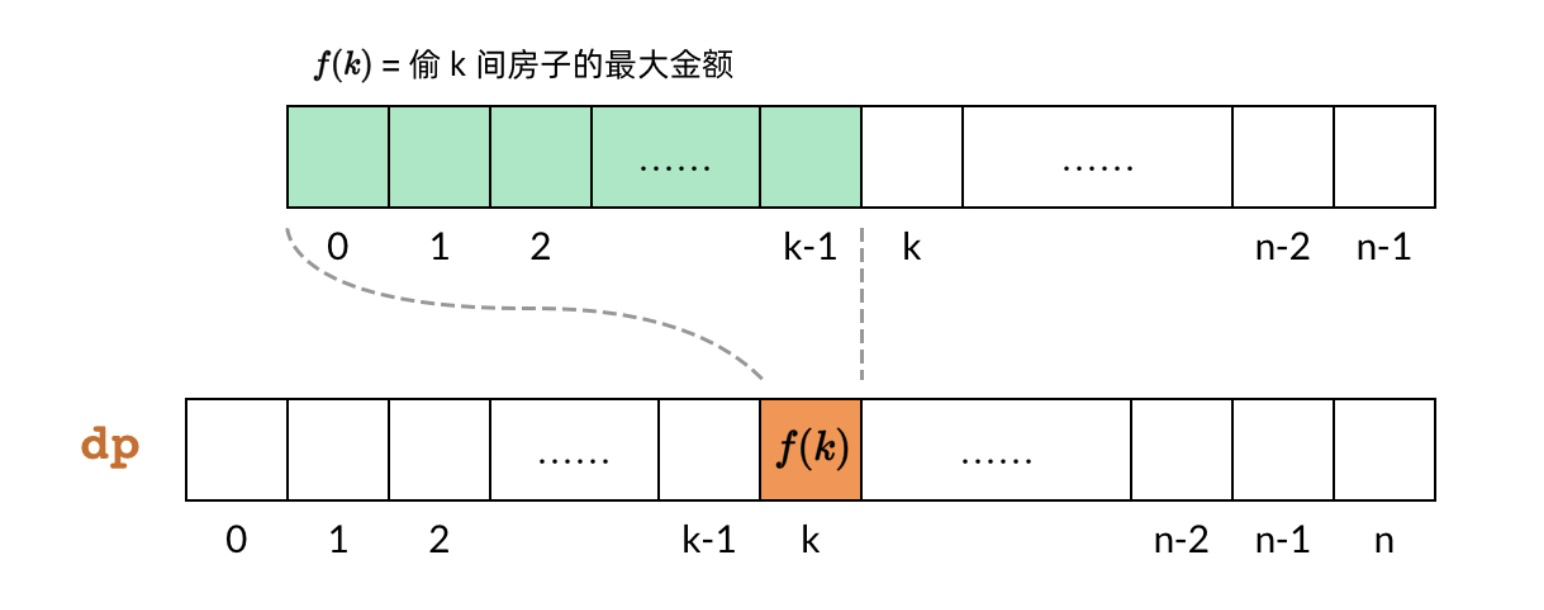 f(k) = 偷 k 间房子的最大金额
...... ......
0 1 2 k-1 k n-2 n-1
dp ...... f(k) ......
0 1 2 k-1 k n-2 n-1 n